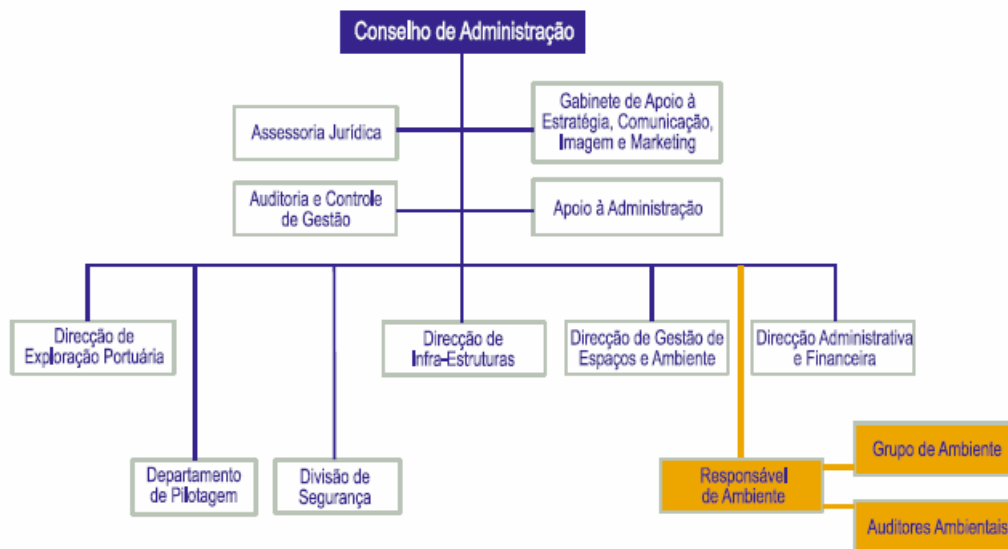 Conselho de Administração
Assessoria Jurídica
Gabinete de Apoio à
Estratégia, Comunicação,
Imagem e Marketing
Auditoria e Controle
de Gestão
Apoio à Administração
Direcção de
Exploração Portuária
Direcção de
Infra-Estruturas
Direcção de Gestão de
Espaços e Ambiente
Direcção Administrativa
e Financeira
Departamento
de Pilotagem
Divisão de
Segurança
Responsável
de Ambiente
Grupo de Ambiente
Auditores Ambientais